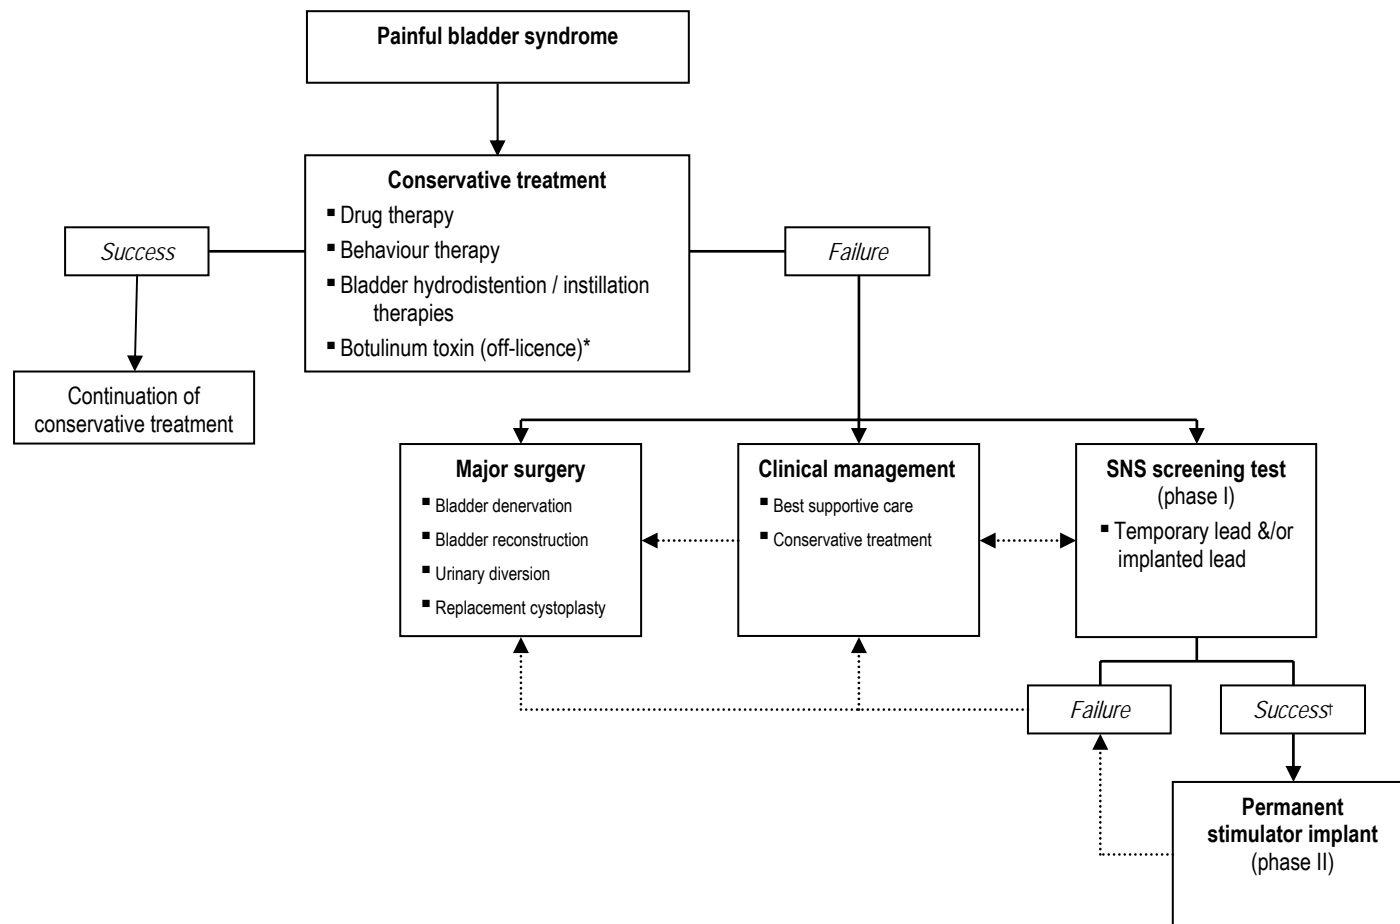 Painful bladder syndrome
Conservative treatment
▪ Drug therapy
▪ Behaviour therapy
▪ Bladder hydrodistention / instillation
therapies
▪ Botulinum toxin (off-licence)*
Success
Failure
Continuation of
conservative treatment
Major surgery
▪ Bladder denervation
▪ Bladder reconstruction
▪ Urinary diversion
▪ Replacement cystoplasty
Clinical management
▪ Best supportive care
▪ Conservative treatment
SNS screening test
(phase I)
▪ Temporary lead &/or
implanted lead
Failure
Success†
Permanent
stimulator implant
(phase II)